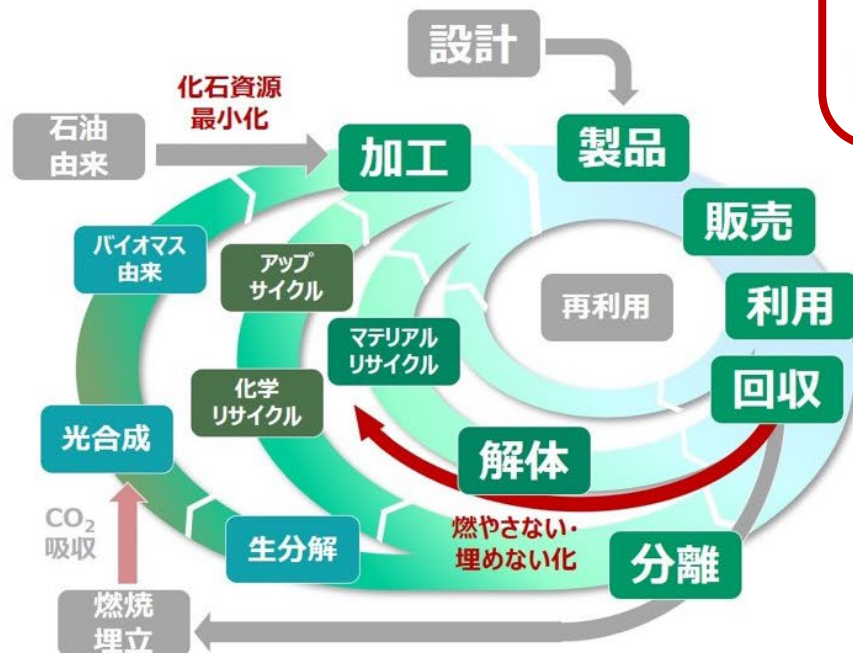 設計
化石資源
最小化
石油
由来
加工
製品
販売
バイオマス
由来
アップ
サイクル
再利用
利用
マテリアル
リサイクル
化学
リサイクル
回収
光合成
解体
CO₂
吸収
生分解
燃やさない・
埋めない化
分離
燃焼
埋立